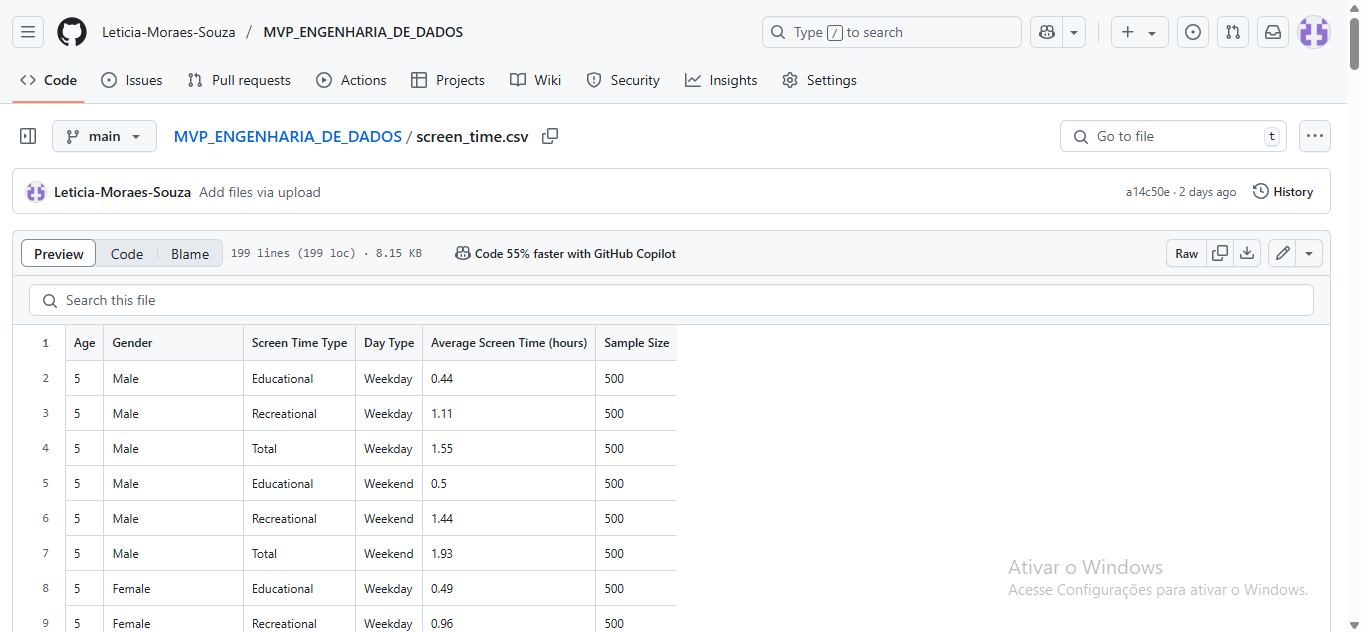 Leticia-Moraes-Souza / MVP_ENGENHARIA_DE_DADOS
Type / to search
Code Issues Pull requests Actions Projects Wiki Security Insights Settings
main MVP_ENGENHARIA_DE_DADOS / screen_time.csv
Go to file t
Leticia-Moraes-Souza Add files via upload a14c50e · 2 days ago History
Preview Code Blame 199 lines (199 loc) · 8.15 KB Code 55% faster with GitHub Copilot Raw
Search this file
1 Age Gender Screen Time Type Day Type Average Screen Time (hours) Sample Size
2 5 Male Educational Weekday 0.44 500
3 5 Male Recreational Weekday 1.11 500
4 5 Male Total Weekday 1.55 500
5 5 Male Educational Weekend 0.5 500
6 5 Male Recreational Weekend 1.44 500
7 5 Male Total Weekend 1.93 500
8 5 Female Educational Weekday 0.49 500
9 5 Female Recreational Weekday 0.96 500
Ativar o Windows
Acesse Configurações para ativar o Windows.